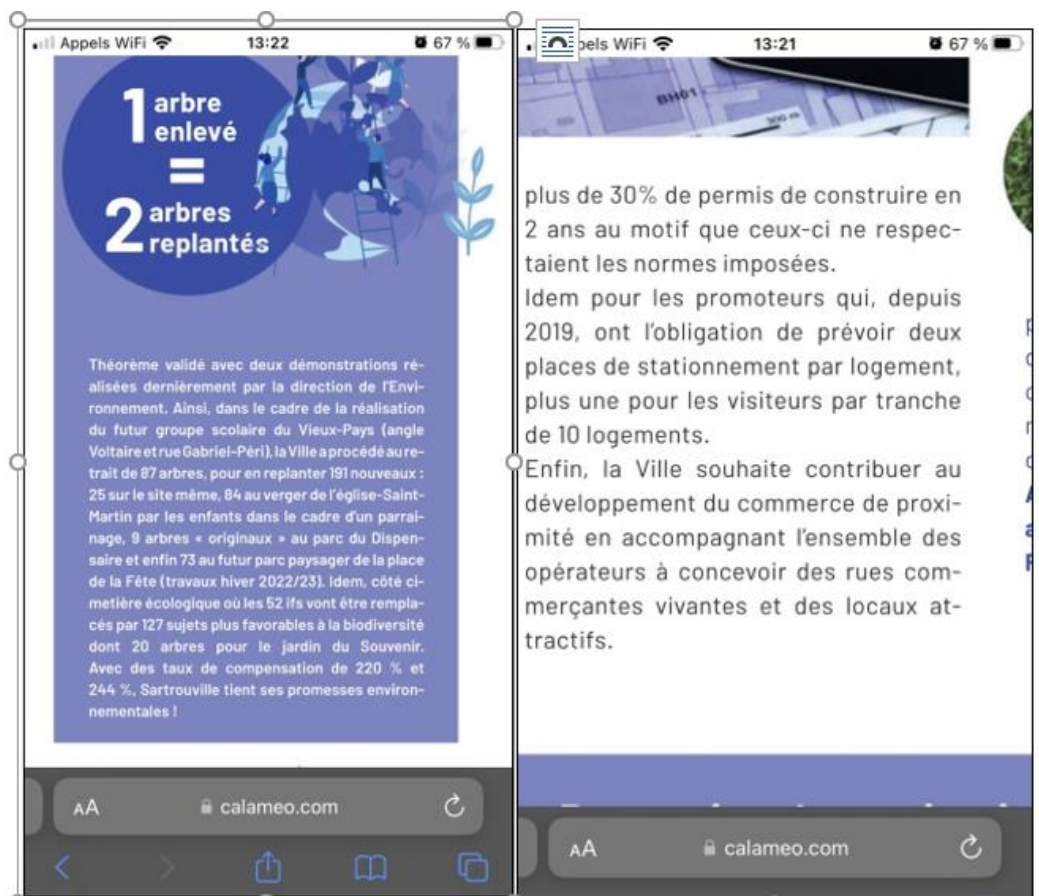 Appels WiFi 13:22 67 %
1 arbre
enlevé
=
2 arbres
replantés
Théorème validé avec deux démonstrations ré-
alisées dernièrement par la direction de l'Envi-
ronnement. Ainsi, dans le cadre de la réalisation
du futur groupe scolaire du Vieux-Pays (angle
Voltaire et rue Gabriel-Péri), la Ville a procédé au re-
trait de 87 arbres, pour en replanter 191 nouveaux :
25 sur le site même, 84 au verger de l'église-Saint-
Martin par les enfants dans le cadre d'un parrai-
nage, 9 arbres « originaux » au parc du Dispen-
saire et enfin 73 au futur parc paysager de la place
de la Fête (travaux hiver 2022/23). Idem, côté ci-
metière écologique où les 52 ifs vont être rempla-
cés par 127 sujets plus favorables à la biodiversité
dont 20 arbres pour le jardin du Souvenir.
Avec des taux de compensation de 220 % et
244 %, Sartrouville tient ses promesses environ-
nementales !
AA calameo.com
pels WiFi 13:21 67 %
BH01
300 m
plus de 30% de permis de construire en
2 ans au motif que ceux-ci ne respec-
taient les normes imposées.
Idem pour les promoteurs qui, depuis
2019, ont l'obligation de prévoir deux
places de stationnement par logement,
plus une pour les visiteurs par tranche
de 10 logements.
Enfin, la Ville souhaite contribuer au
développement du commerce de proxi-
mité en accompagnant l'ensemble des
opérateurs à concevoir des rues com-
merçantes vivantes et des locaux at-
tractifs.
AA calameo.com